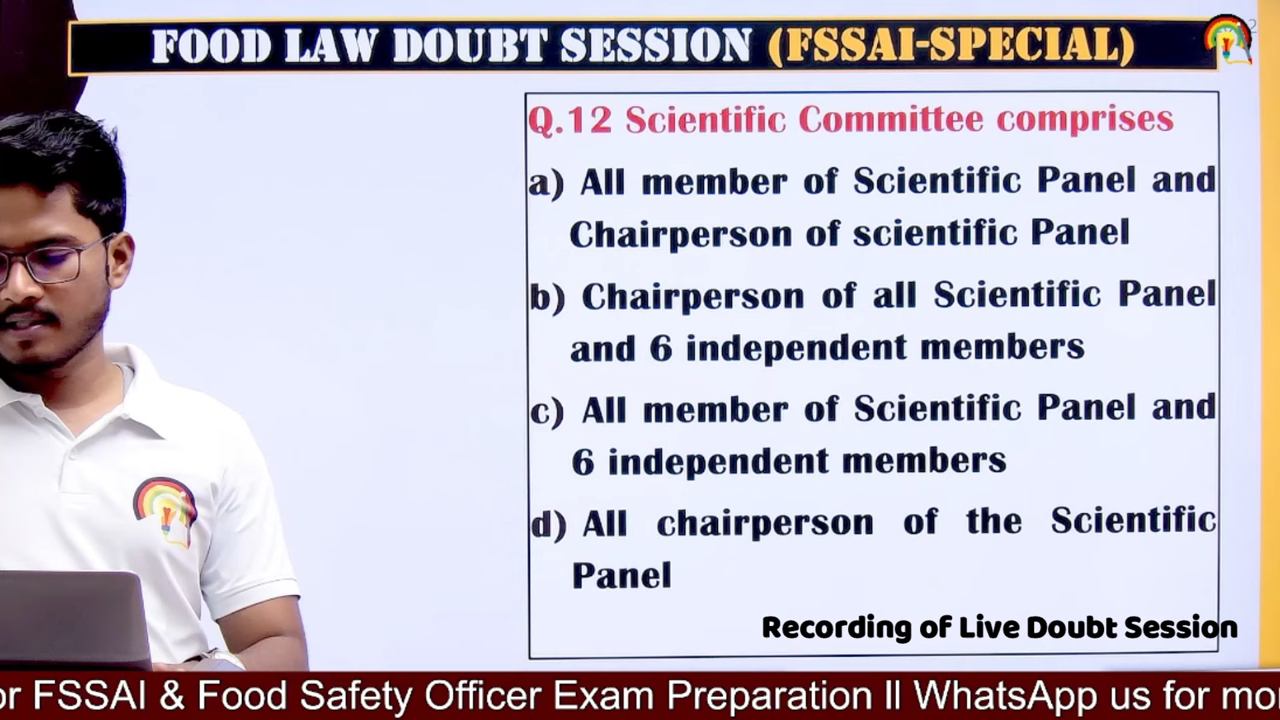 FOOD LAW DOUBT SESSION (FSSAI-SPECIAL)
Q.12 Scientific Committee comprises
a) All member of Scientific Panel and
Chairperson of scientific Panel
b) Chairperson of all Scientific Panel
and 6 independent members
c) All member of Scientific Panel and
6 independent members
d) All chairperson of the Scientific
Panel
Recording of Live Doubt Session
or FSSAI & Food Safety Officer Exam Preparation ll WhatsApp us for mo